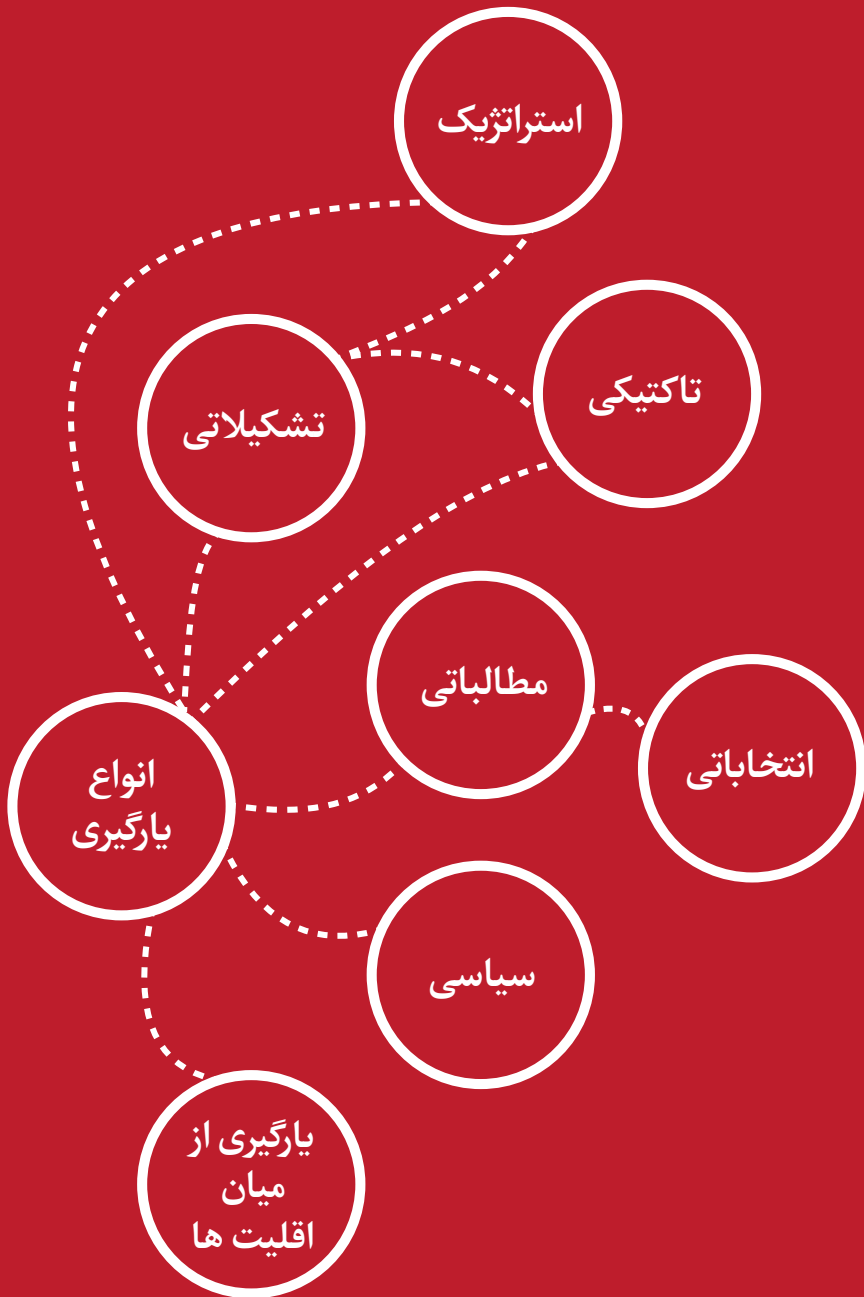 استراتژیک
تاکتیکی
تشکیلاتی
مطالباتی
انتخاباتی
انواع
یارگیری
سیاسی
یارگیری از
میان
اقلیت ها